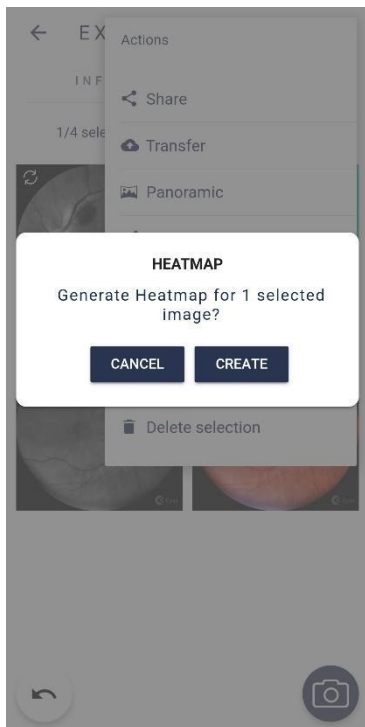 EX
Actions
INF
Share
1/4 sele
Transfer
Panoramic
HEATMAP
Generate Heatmap for 1 selected
image?
CANCEL
CREATE
Delete selection